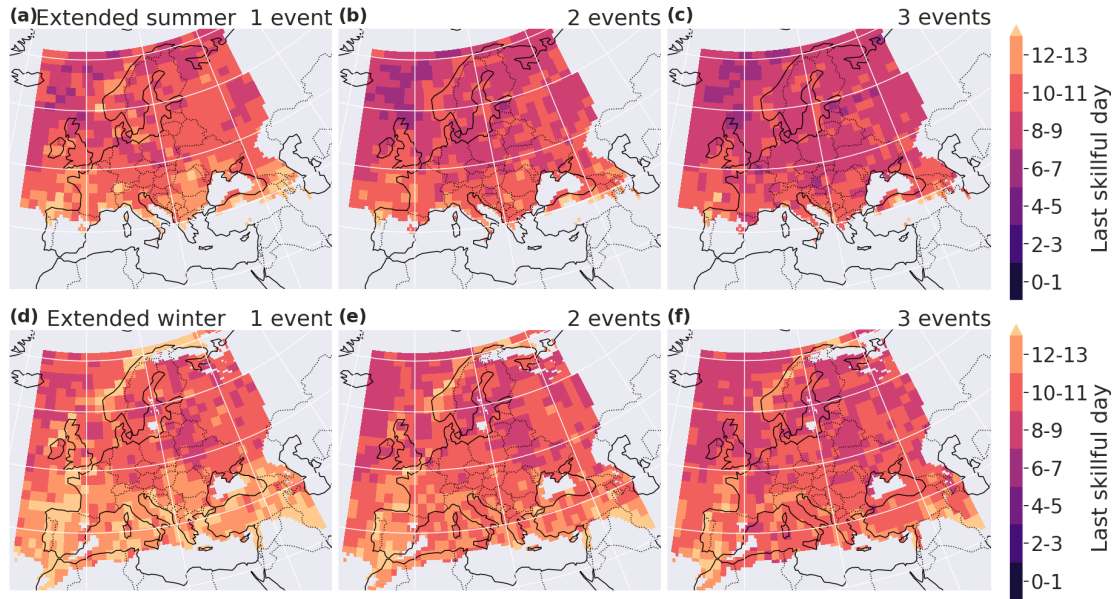 (a) Extended summer 1 event
(b) 2 events
(c) 3 events
12-13
10-11
8-9
6-7
4-5
2-3
0-1
Last skillful day
(d) Extended winter 1 event
(e) 2 events
(f) 3 events
12-13
10-11
8-9
6-7
4-5
2-3
0-1
Last skillful day